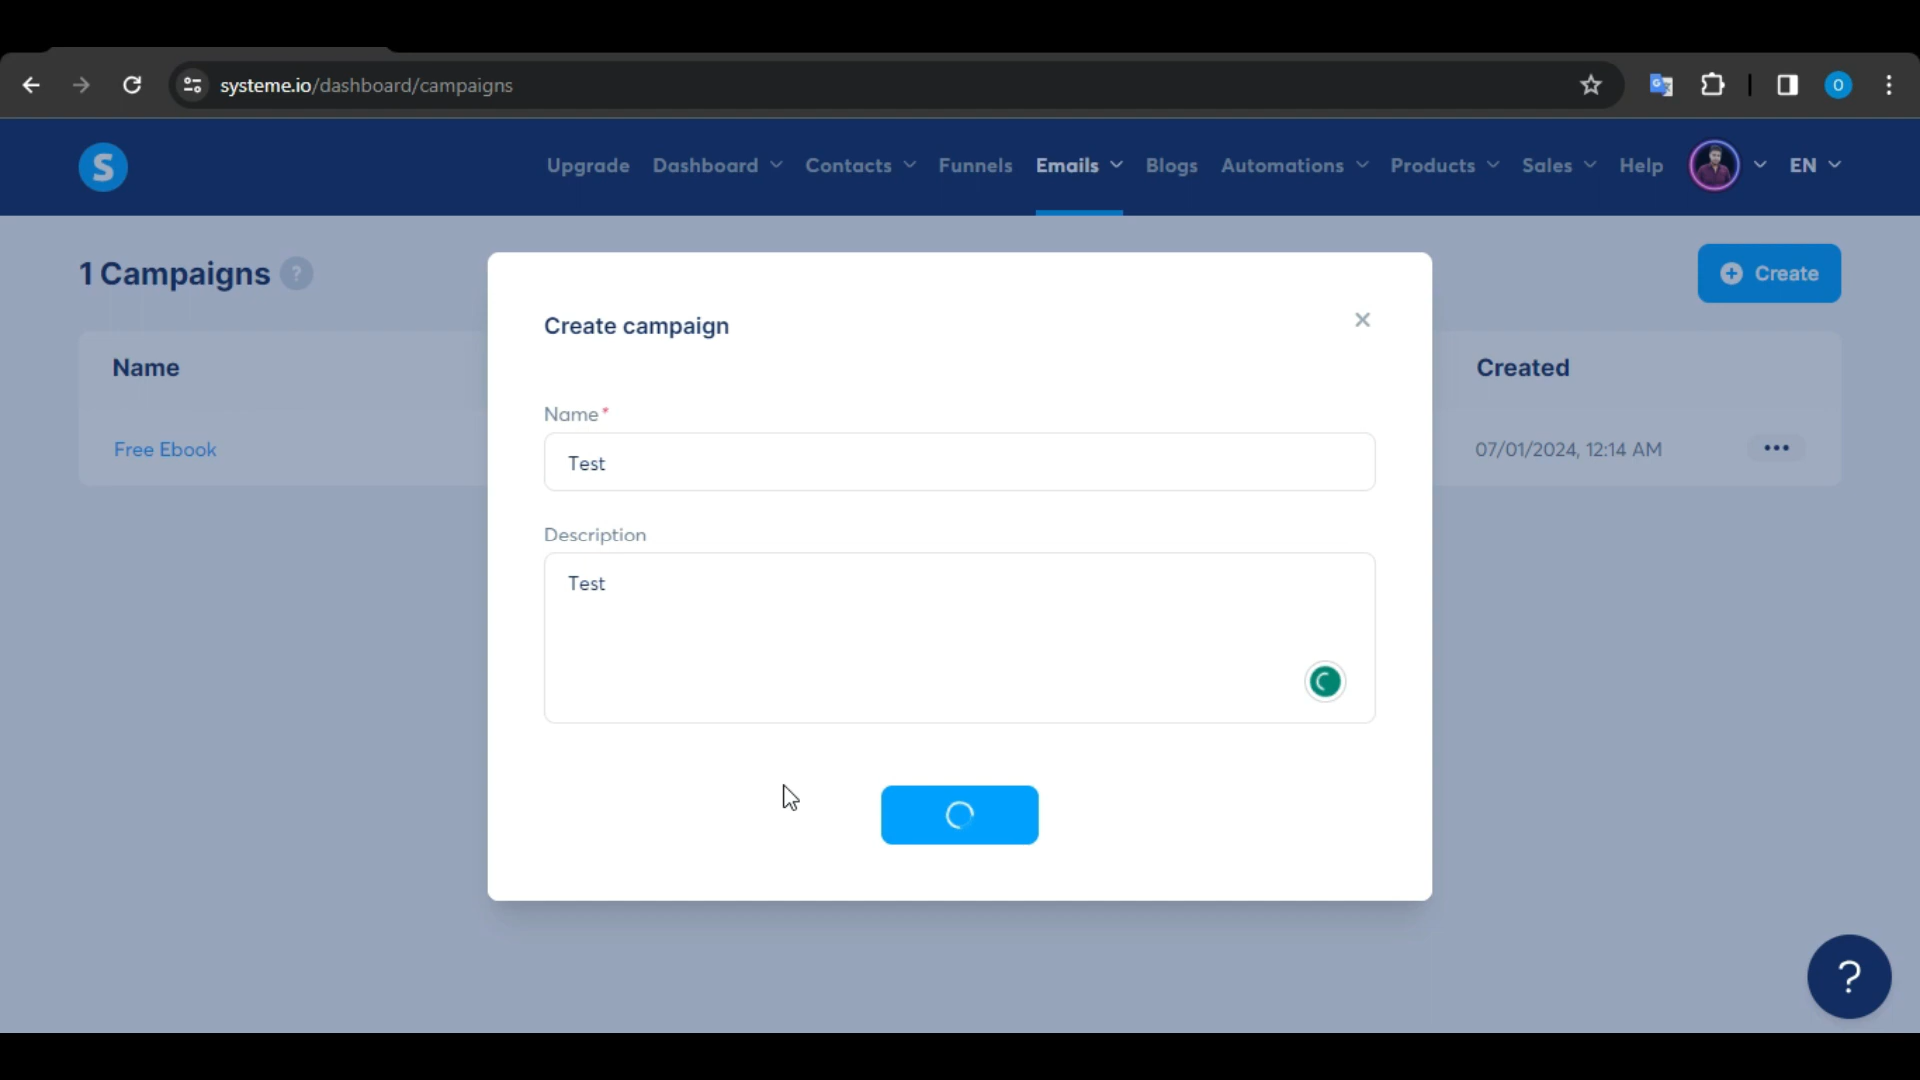 systeme.io/dashboard/campaigns
O
S
Upgrade Dashboard Contacts Funnels Emails Blogs Automations Products Sales Help EN
1 Campaigns ?
Create
Create campaign
Name
Created
Name*
Test
Free Ebook
07/01/2024, 12:14 AM
Description
Test
?